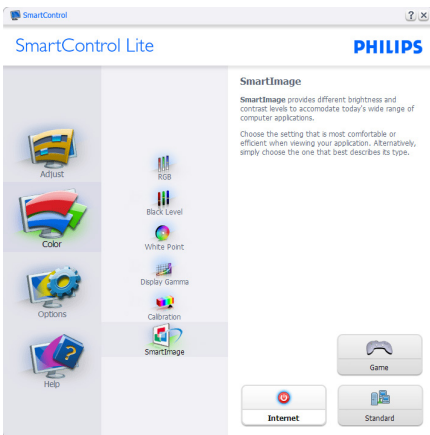 SmartControl
SmartControl Lite
PHILIPS
Adjust
Color
Options
Help
RGB
Black Level
White Point
Display Gamma
Calibration
SmartImage
SmartImage
SmartImage provides different brightness and
contrast levels to accomodate today's wide range of
computer applications.
Choose the setting that is most comfortable or
efficient when viewing your application. Alternatively,
simply choose the one that best describes its type.
Game
Internet
Standard